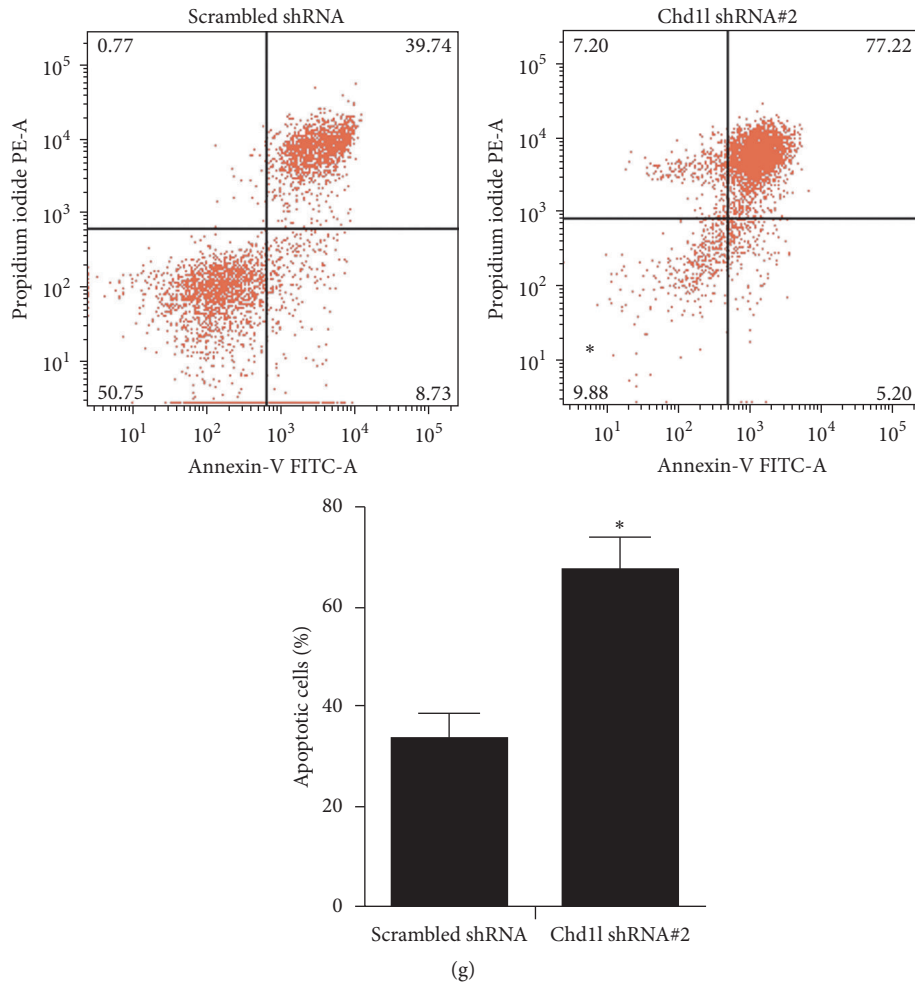 Scrambled shRNA
0.77 39.74
10^5
10^4
10^3
10^2
10^1
50.75 8.73
10^1 10^2 10^3 10^4 10^5
Propidium iodide PE-A
Annexin-V FITC-A
Chd1l shRNA#2
7.20 77.22
10^5
10^4
10^3
10^2
10^1
*
9.88 5.20
10^1 10^2 10^3 10^4 10^5
Propidium iodide PE-A
Annexin-V FITC-A
80
60
40
20
0
Apoptotic cells (%)
*
Scrambled shRNA Chd1l shRNA#2
(g)